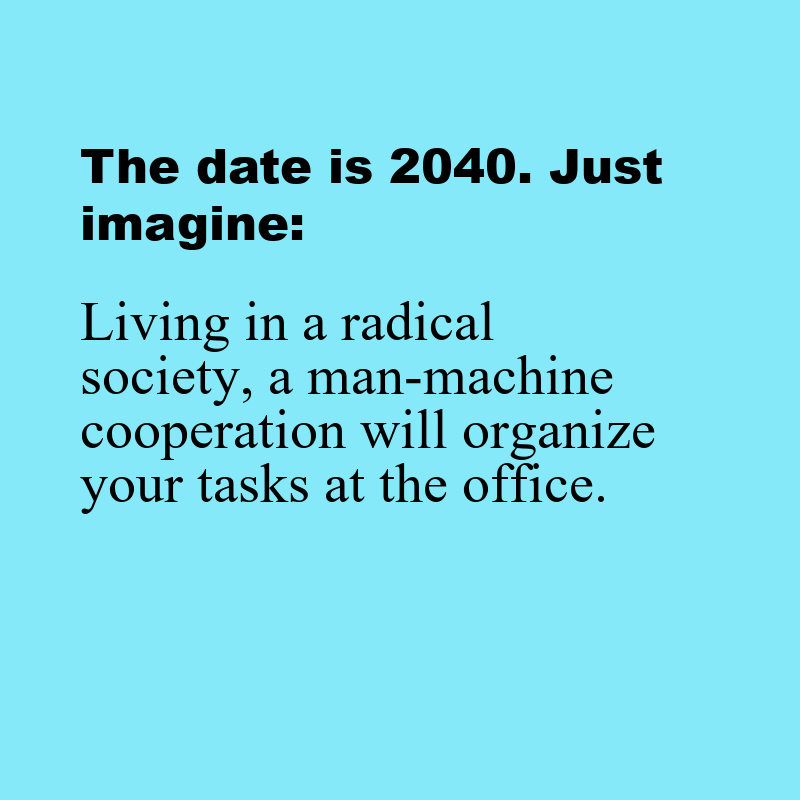 The date is 2040. Just
imagine:
Living in a radical
society, a man-machine
cooperation will organize
your tasks at the office.